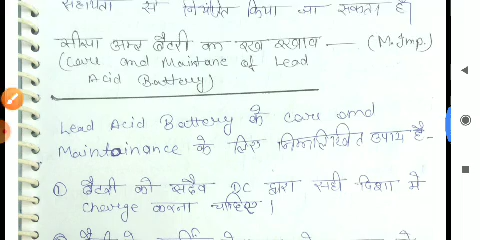 सहायता से नियंत्रित किया जा सकता है।
सीसा अम्ल बैटरी का रख रखाव — (M.Imp.)
(Care and Maintane of Lead
Acid Battery)
Lead Acid Battery के care and
Maintainance के लिए निम्नलिखित उपाय है-
① बैटरी को सदैव DC द्वारा सही दिशा में
charge करना चाहिए।